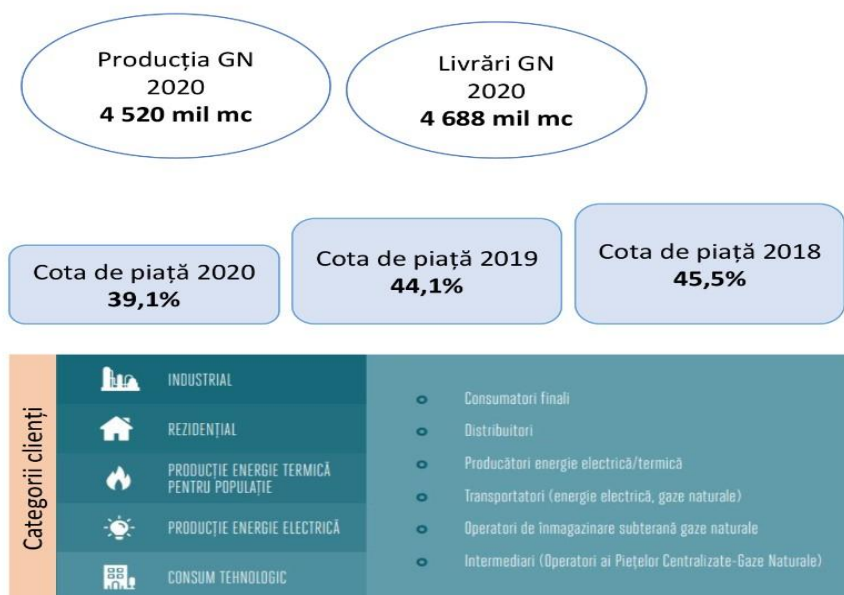 Producția GN
2020
4 520 mil mc
Livrări GN
2020
4 688 mil mc
Cota de piață 2020
39,1%
Cota de piață 2019
44,1%
Cota de piață 2018
45,5%
Categorii clienți
INDUSTRIAL
REZIDENȚIAL
PRODUCȚIE ENERGIE TERMICĂ
PENTRU POPULAȚIE
PRODUCȚIE ENERGIE ELECTRICĂ
CONSUM TEHNOLOGIC
Consumatori finali
Distribuitori
Producători energie electrică/termică
Transportatori (energie electrică, gaze naturale)
Operatori de înmagazinare subterană gaze naturale
Intermediari (Operatori ai Piețelor Centralizate-Gaze Naturale)